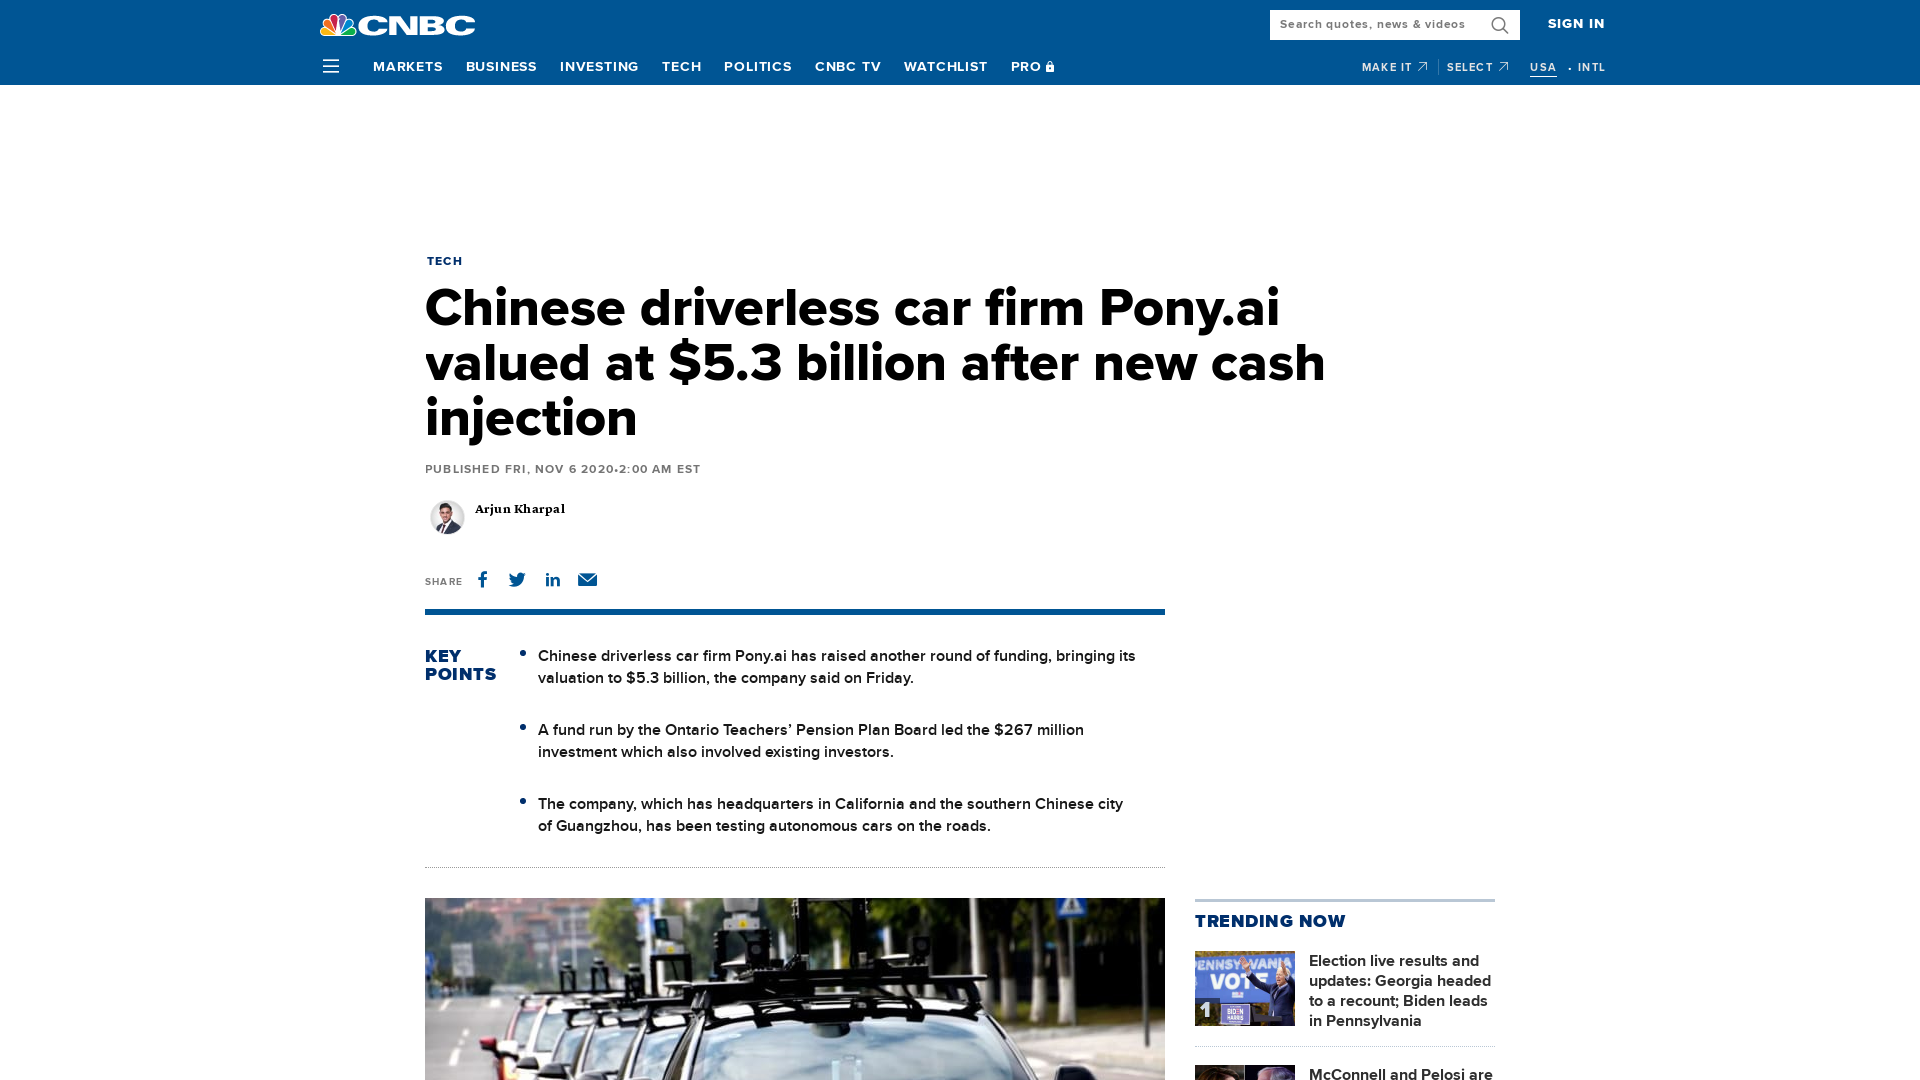 CNBC
Search quotes, news & videos
SIGN IN
MARKETS BUSINESS INVESTING TECH POLITICS CNBC TV WATCHLIST PRO
MAKE IT SELECT USA • INTL
TECH
Chinese driverless car firm Pony.ai
valued at $5.3 billion after new cash
injection
PUBLISHED FRI, NOV 6 2020•2:00 AM EST
Arjun Kharpal
SHARE
KEY
POINTS
Chinese driverless car firm Pony.ai has raised another round of funding, bringing its
valuation to $5.3 billion, the company said on Friday.
A fund run by the Ontario Teachers’ Pension Plan Board led the $267 million
investment which also involved existing investors.
The company, which has headquarters in California and the southern Chinese city
of Guangzhou, has been testing autonomous cars on the roads.
TRENDING NOW
PENNSYLVANIA
VOTE
BIDEN
HARRIS
1
Election live results and
updates: Georgia headed
to a recount; Biden leads
in Pennsylvania
McConnell and Pelosi are